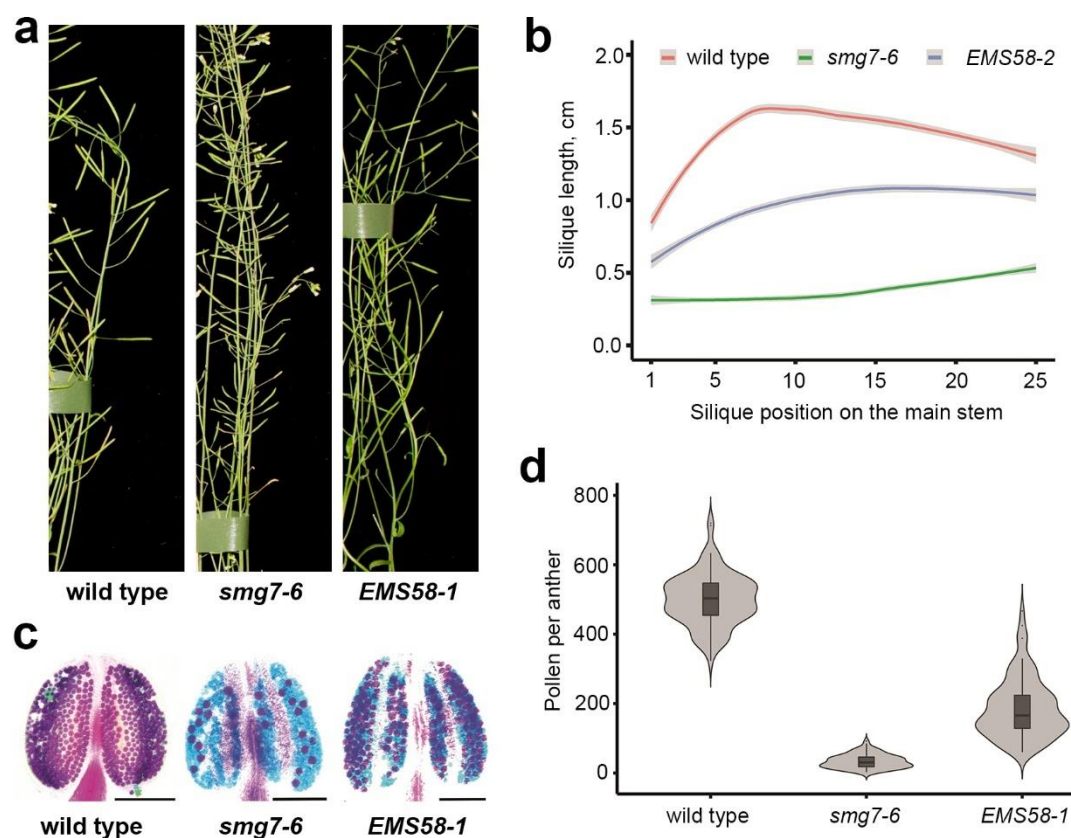 a
wild type
smg7-6
EMS58-1
b
wild type
smg7-6
EMS58-2
Silique length, cm
2.0
1.5
1.0
0.5
0.0
1
5
10
15
20
25
Silique position on the main stem
c
wild type
smg7-6
EMS58-1
d
Pollen per anther
800
600
400
200
0
wild type
smg7-6
EMS58-1